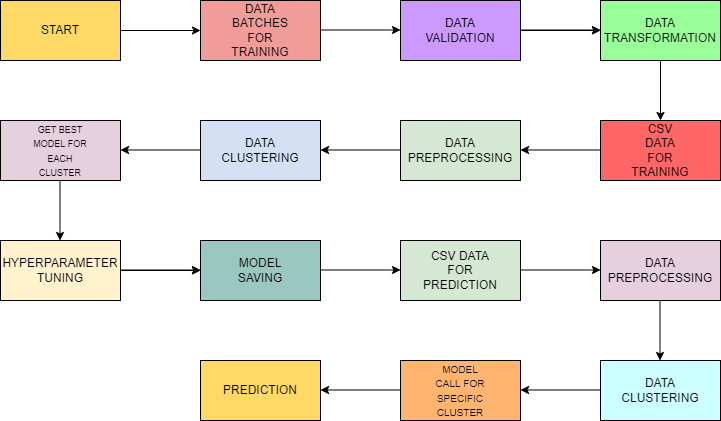 START
DATA
BATCHES
FOR
TRAINING
DATA
VALIDATION
DATA
TRANSFORMATION
CSV
DATA
FOR
TRAINING
DATA
PREPROCESSING
DATA
CLUSTERING
GET BEST
MODEL FOR
EACH
CLUSTER
HYPERPARAMETER
TUNING
MODEL
SAVING
CSV DATA
FOR
PREDICTION
DATA
PREPROCESSING
DATA
CLUSTERING
MODEL
CALL FOR
SPECIFIC
CLUSTER
PREDICTION